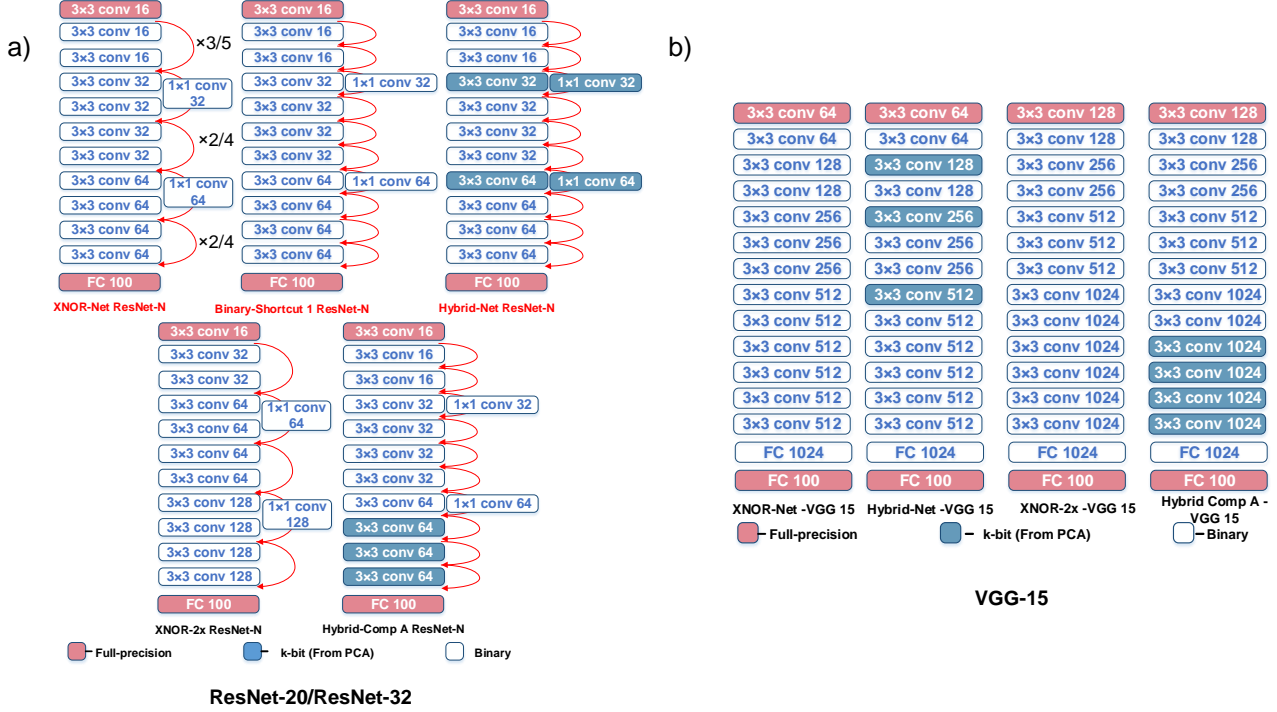 a)
3×3 conv 16
3×3 conv 16
3×3 conv 16
×3/5
3×3 conv 32
1×1 conv
32
3×3 conv 32
3×3 conv 32
×2/4
3×3 conv 32
3×3 conv 64
1×1 conv
64
3×3 conv 64
3×3 conv 64
×2/4
3×3 conv 64
FC 100
XNOR-Net ResNet-N
3×3 conv 16
3×3 conv 16
3×3 conv 16
3×3 conv 32
1×1 conv 32
3×3 conv 32
3×3 conv 32
3×3 conv 32
3×3 conv 64
1×1 conv 64
3×3 conv 64
3×3 conv 64
3×3 conv 64
FC 100
Binary-Shortcut 1 ResNet-N
3×3 conv 16
3×3 conv 16
3×3 conv 16
3×3 conv 32
1×1 conv 32
3×3 conv 32
3×3 conv 32
3×3 conv 32
3×3 conv 64
1×1 conv 64
3×3 conv 64
3×3 conv 64
3×3 conv 64
FC 100
Hybrid-Net ResNet-N
3×3 conv 16
3×3 conv 32
3×3 conv 32
3×3 conv 64
1×1 conv
64
3×3 conv 64
3×3 conv 64
3×3 conv 64
3×3 conv 128
1×1 conv
128
3×3 conv 128
3×3 conv 128
3×3 conv 128
FC 100
XNOR-2x ResNet-N
3×3 conv 16
3×3 conv 16
3×3 conv 16
3×3 conv 32
1×1 conv 32
3×3 conv 32
3×3 conv 32
3×3 conv 32
3×3 conv 64
1×1 conv 64
3×3 conv 64
3×3 conv 64
3×3 conv 64
FC 100
Hybrid-Comp A ResNet-N
Full-precision
k-bit (From PCA)
Binary
ResNet-20/ResNet-32
b)
3×3 conv 64
3×3 conv 64
3×3 conv 128
3×3 conv 128
3×3 conv 256
3×3 conv 256
3×3 conv 256
3×3 conv 512
3×3 conv 512
3×3 conv 512
3×3 conv 512
3×3 conv 512
3×3 conv 512
FC 1024
FC 100
XNOR-Net -VGG 15
3×3 conv 64
3×3 conv 64
3×3 conv 128
3×3 conv 128
3×3 conv 256
3×3 conv 256
3×3 conv 256
3×3 conv 512
3×3 conv 512
3×3 conv 512
3×3 conv 512
3×3 conv 512
3×3 conv 512
FC 1024
FC 100
Hybrid-Net -VGG 15
3×3 conv 128
3×3 conv 128
3×3 conv 256
3×3 conv 256
3×3 conv 512
3×3 conv 512
3×3 conv 512
3×3 conv 1024
3×3 conv 1024
3×3 conv 1024
3×3 conv 1024
3×3 conv 1024
3×3 conv 1024
FC 1024
FC 100
XNOR-2x -VGG 15
3×3 conv 128
3×3 conv 128
3×3 conv 256
3×3 conv 256
3×3 conv 512
3×3 conv 512
3×3 conv 512
3×3 conv 1024
3×3 conv 1024
3×3 conv 1024
3×3 conv 1024
3×3 conv 1024
3×3 conv 1024
FC 1024
FC 100
Hybrid Comp A -
VGG 15
Full-precision
k-bit (From PCA)
Binary
VGG-15